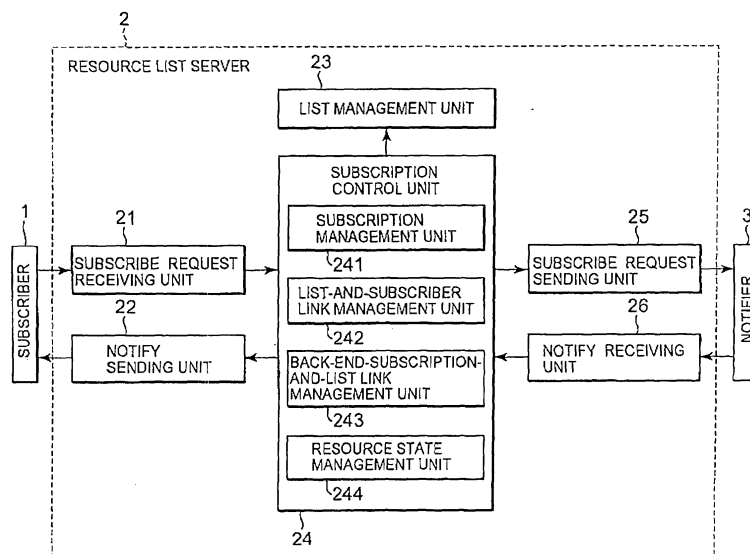 2
RESOURCE LIST SERVER
23
LIST MANAGEMENT UNIT
SUBSCRIPTION
CONTROL UNIT
1
SUBSCRIBER
21
SUBSCRIBE REQUEST
RECEIVING UNIT
22
NOTIFY
SENDING UNIT
SUBSCRIPTION
MANAGEMENT UNIT
241
LIST-AND-SUBSCRIBER
LINK MANAGEMENT UNIT
242
BACK-END-SUBSCRIPTION-
AND-LIST LINK
MANAGEMENT UNIT
243
RESOURCE STATE
MANAGEMENT UNIT
244
24
25
SUBSCRIBE REQUEST
SENDING UNIT
26
NOTIFY RECEIVING
UNIT
3
NOTIFIER